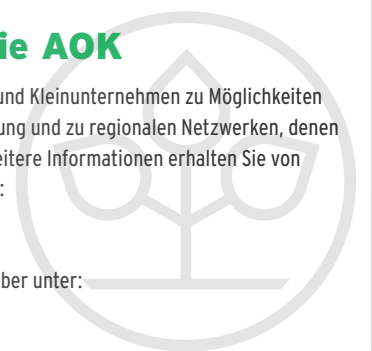 ie AOK
und Kleinunternehmen zu Möglichkeiten
ung und zu regionalen Netzwerken, denen
eitere Informationen erhalten Sie von
:
ber unter: